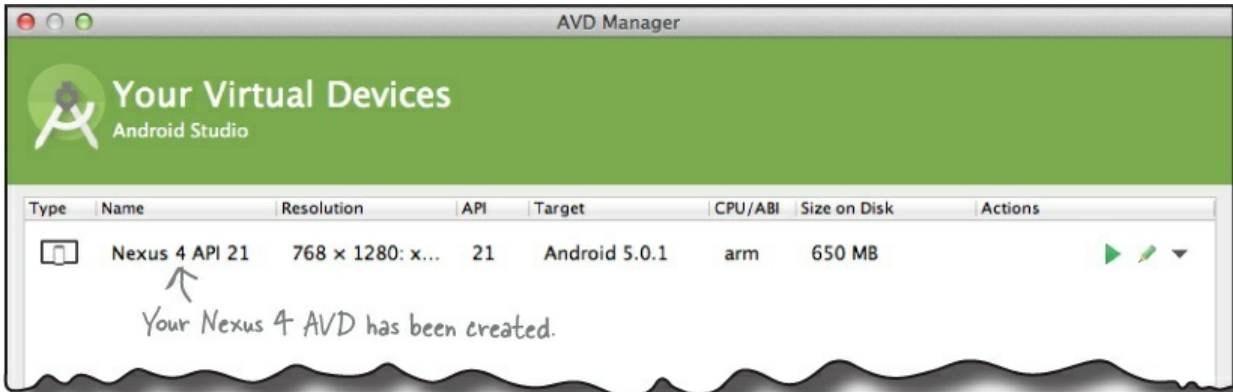 AVD Manager
Your Virtual Devices
Android Studio
Type Name Resolution API Target CPU/ABI Size on Disk Actions
Nexus 4 API 21 768 × 1280: x... 21 Android 5.0.1 arm 650 MB
Your Nexus 4 AVD has been created.